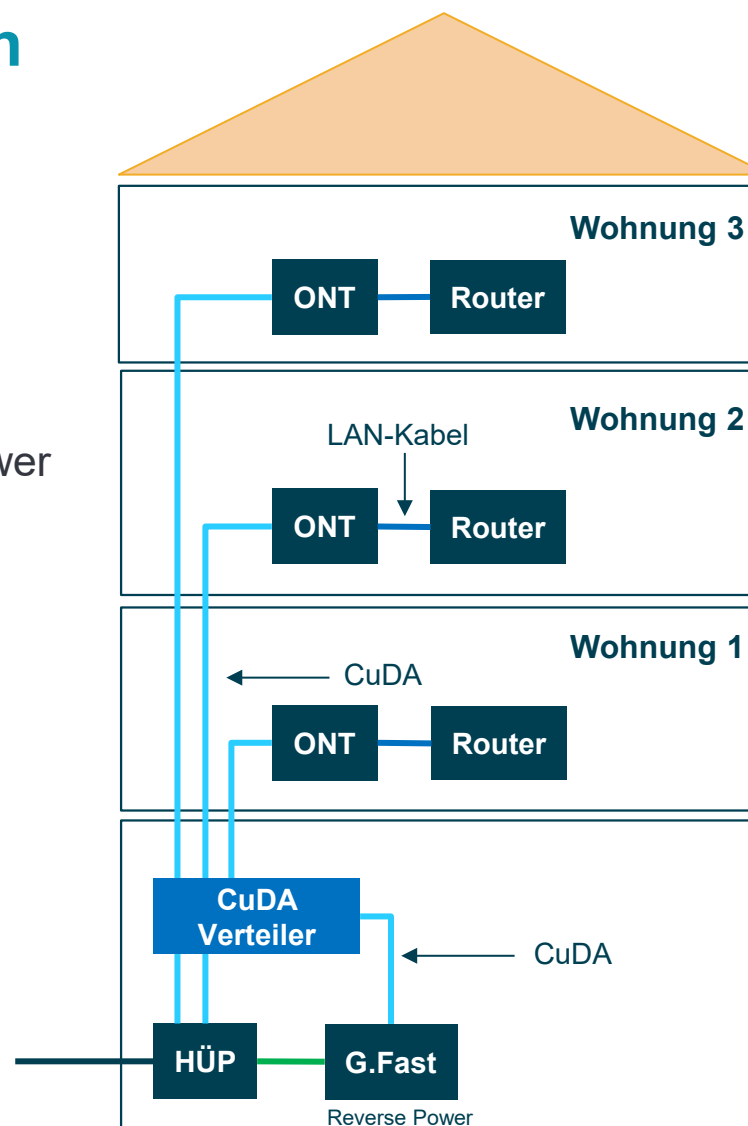 n
Wohnung 3
ONT
Router
wer
Wohnung 2
LAN-Kabel
ONT
Router
Wohnung 1
CuDA
ONT
Router
CuDA
Verteiler
CuDA
HÜP
G.Fast
Reverse Power